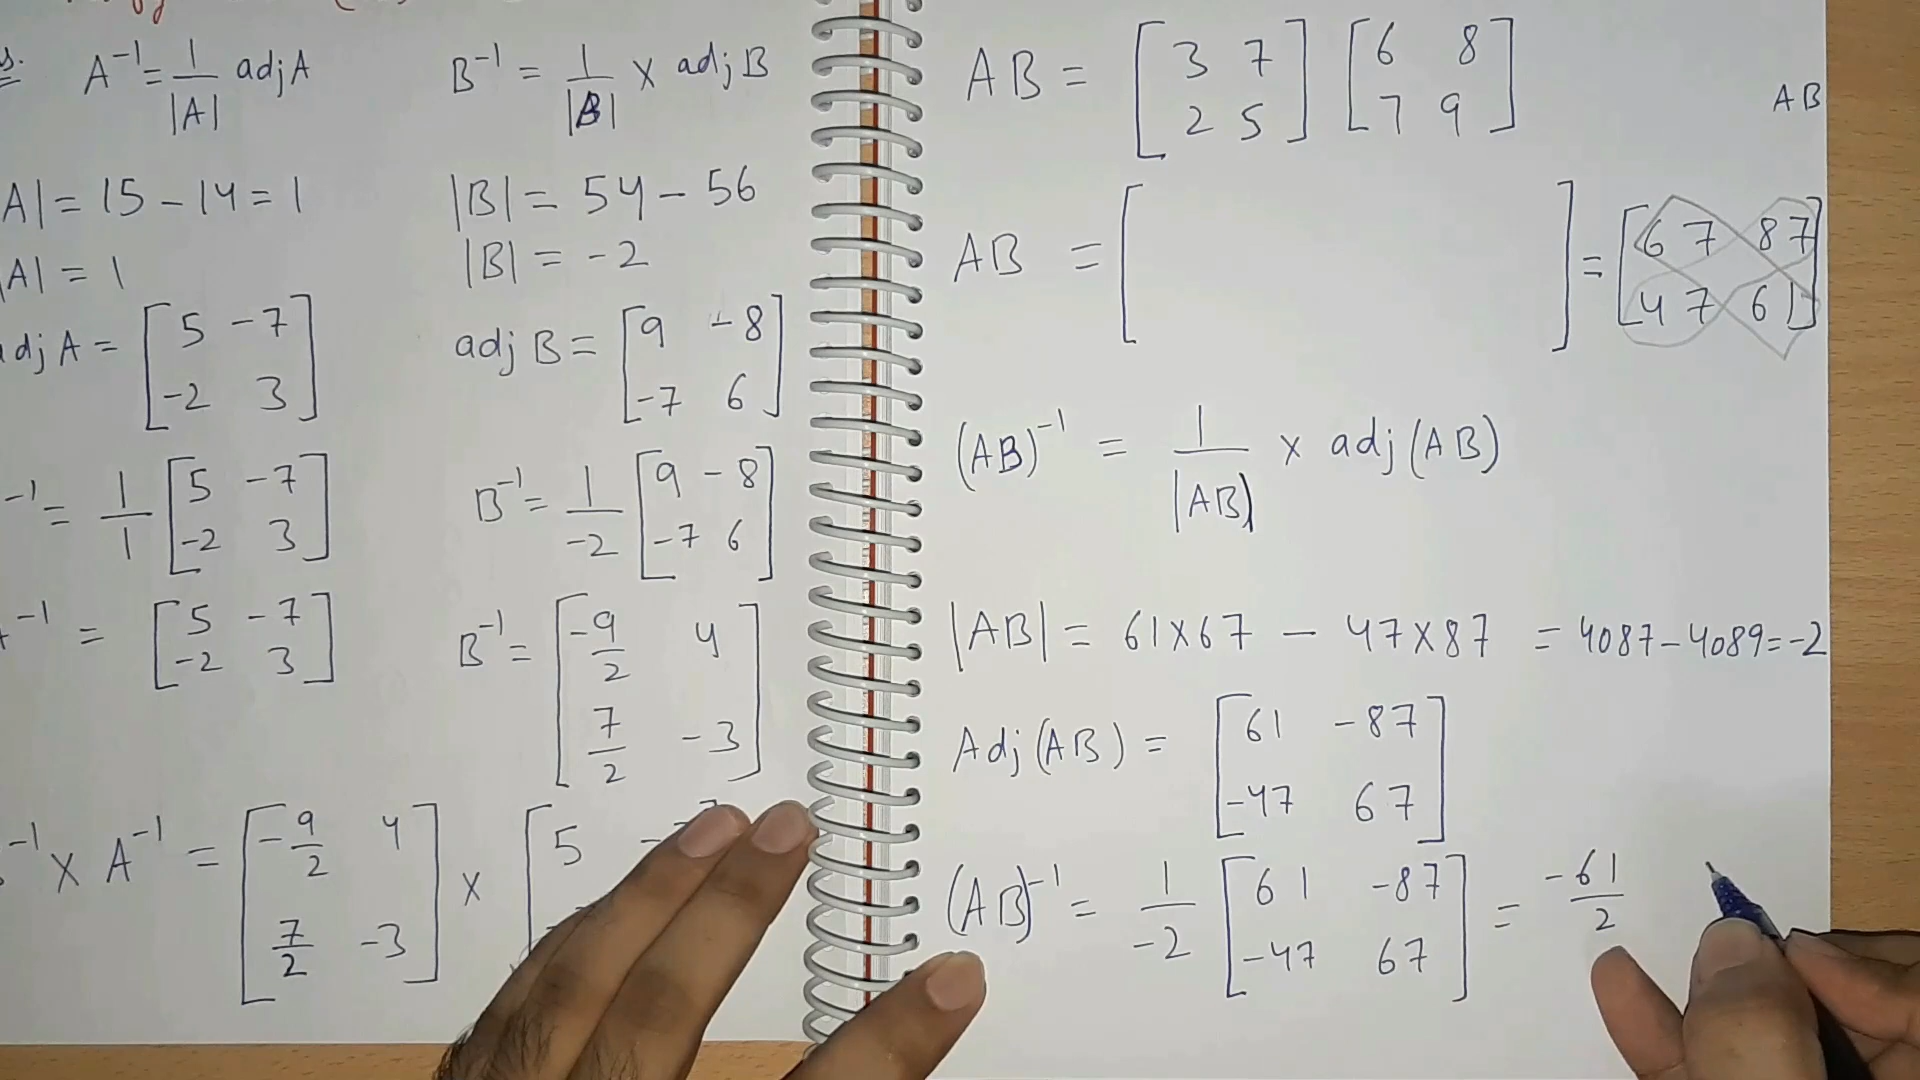 A⁻¹ = 1/|A| adj A
|A| = 15 - 14 = 1
|A| = 1
adj A = [5 -7; -2 3]
⁻¹ = 1/1 [5 -7; -2 3]
⁻¹ = [5 -7; -2 3]
B⁻¹ = 1/|B| × adj B
|B| = 54 - 56
|B| = -2
adj B = [9 -8; -7 6]
B⁻¹ = 1/-2 [9 -8; -7 6]
B⁻¹ = [-9/2 4; 7/2 -3]
⁻¹ × A⁻¹ = [-9/2 4; 7/2 -3] × [5
AB = [3 7; 2 5] [6 8; 7 9]
AB
AB = [ ] = [67 87; 47 61]
(AB)⁻¹ = 1/|AB| × adj (AB)
|AB| = 61×67 - 47×87 = 4087 - 4089 = -2
Adj (AB) = [61 -87; -47 67]
(AB)⁻¹ = 1/-2 [61 -87; -47 67] = -61/2